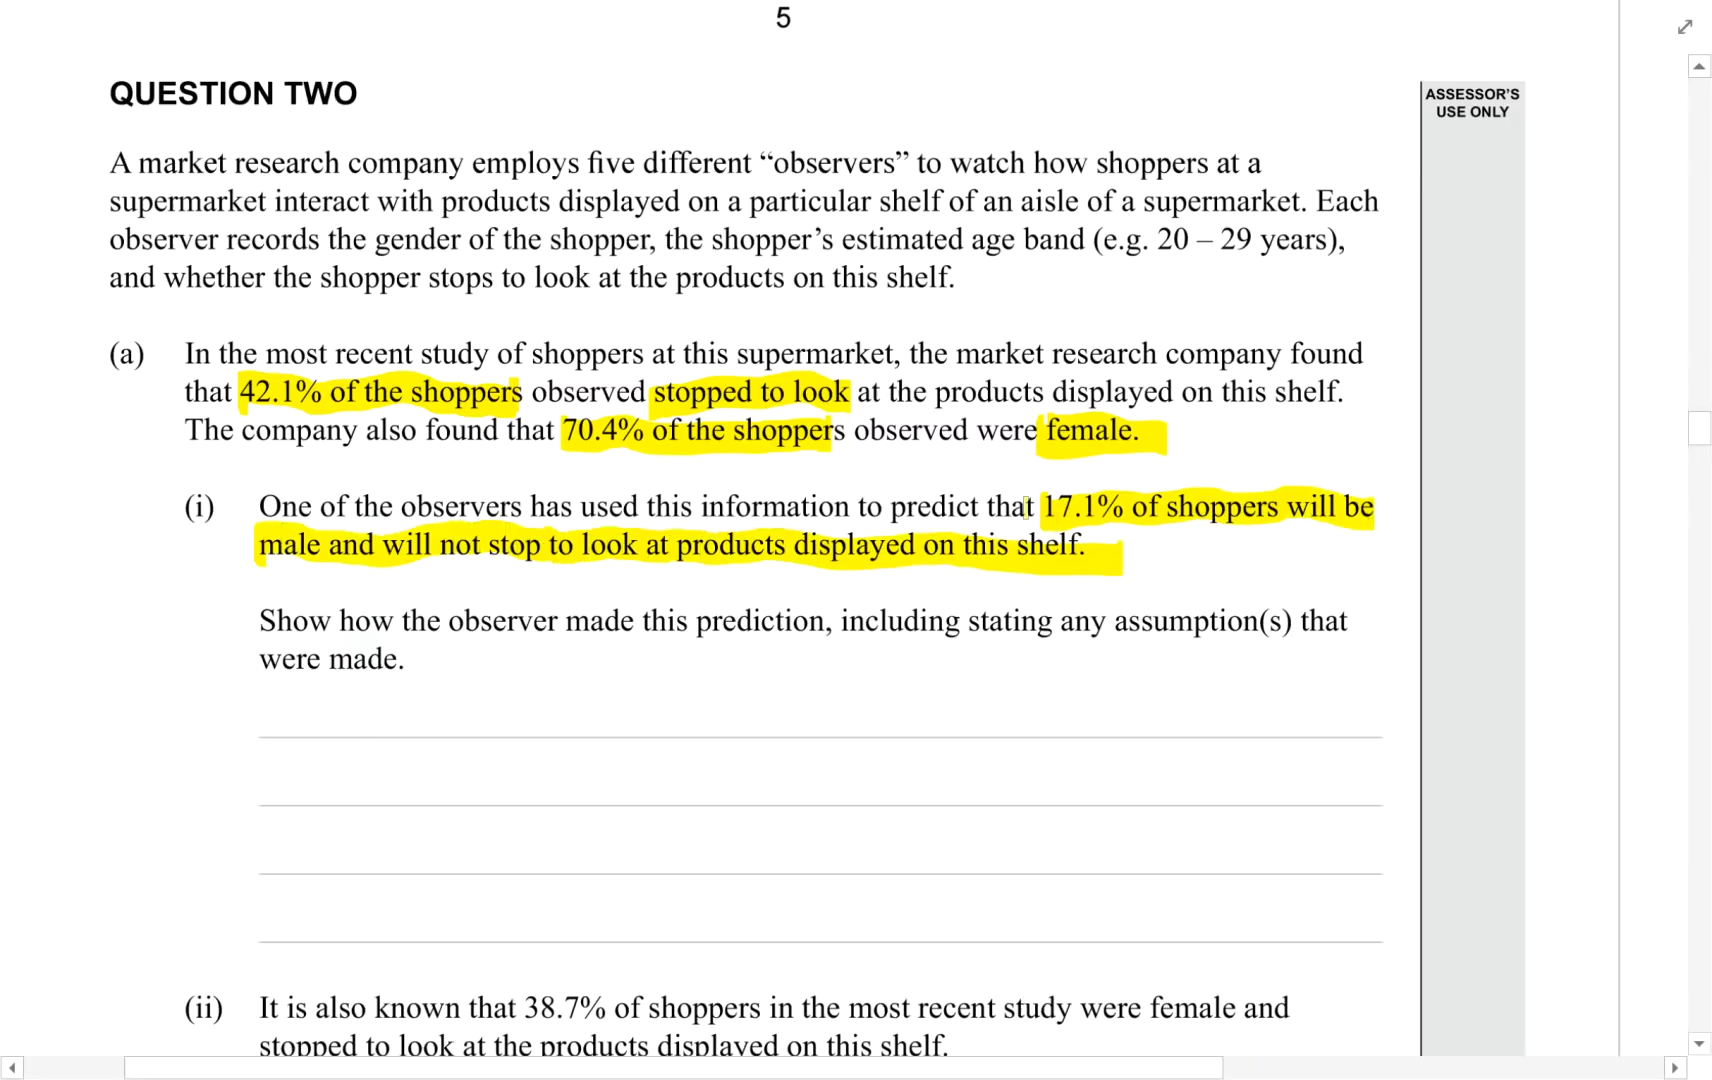 5
QUESTION TWO
ASSESSOR’S
USE ONLY
A market research company employs five different “observers” to watch how shoppers at a
supermarket interact with products displayed on a particular shelf of an aisle of a supermarket. Each
observer records the gender of the shopper, the shopper’s estimated age band (e.g. 20 – 29 years),
and whether the shopper stops to look at the products on this shelf.
(a) In the most recent study of shoppers at this supermarket, the market research company found
that 42.1% of the shoppers observed stopped to look at the products displayed on this shelf.
The company also found that 70.4% of the shoppers observed were female.
(i) One of the observers has used this information to predict that 17.1% of shoppers will be
male and will not stop to look at products displayed on this shelf.
Show how the observer made this prediction, including stating any assumption(s) that
were made.
(ii) It is also known that 38.7% of shoppers in the most recent study were female and
stopped to look at the products displayed on this shelf.